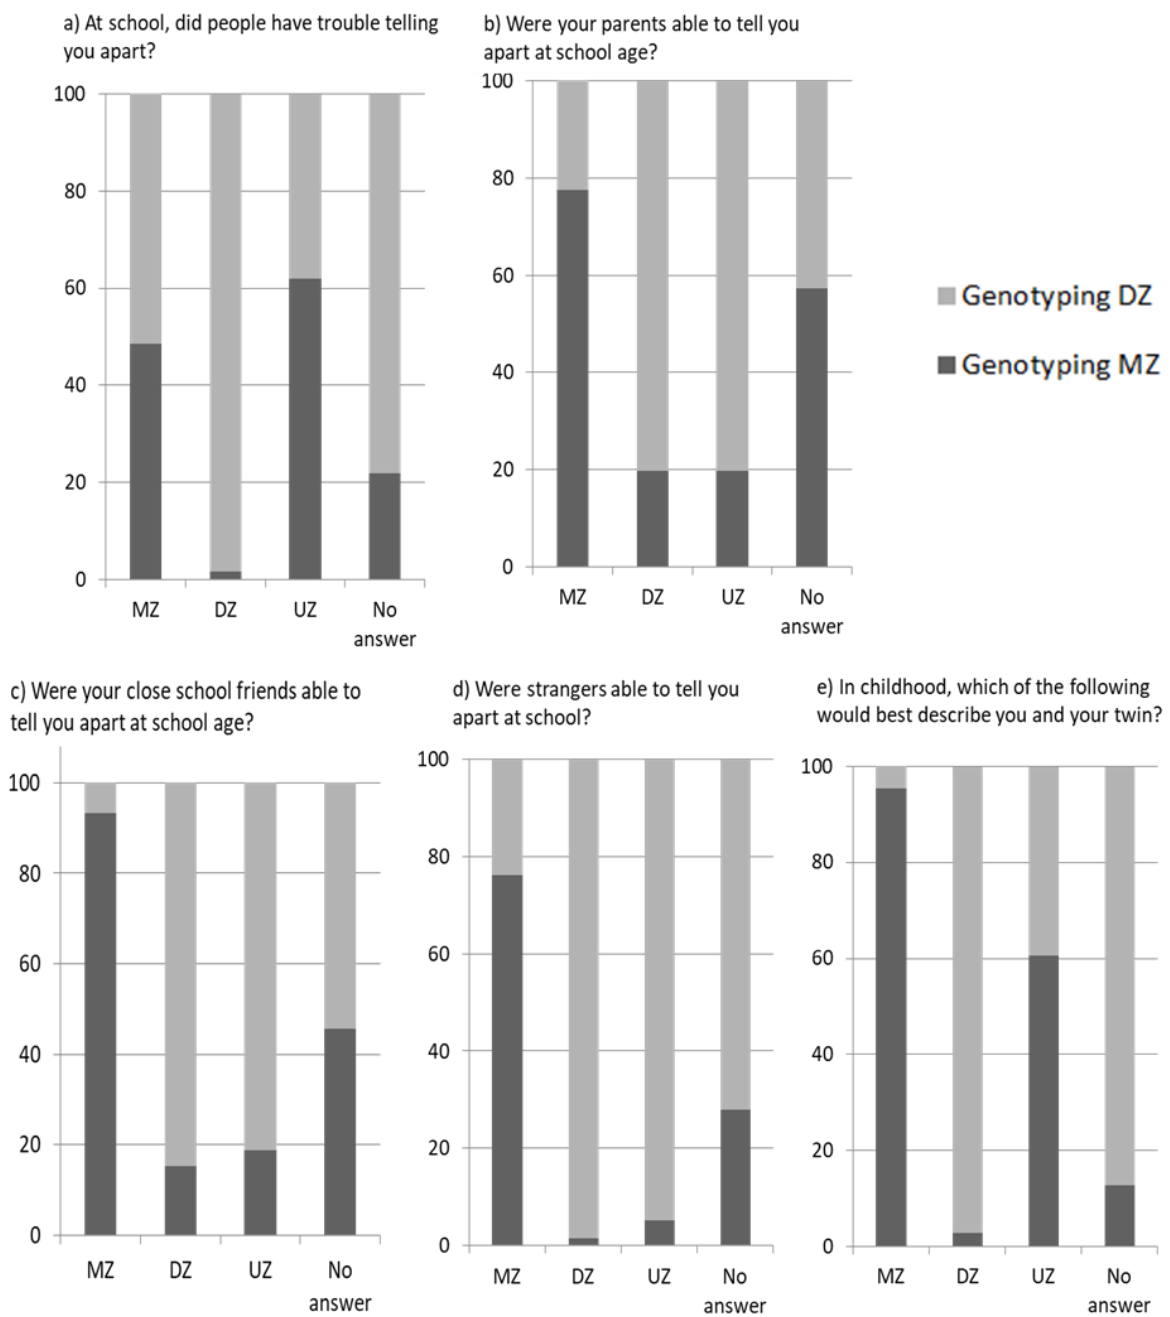 a) At school, did people have trouble telling
you apart?
100
80
60
40
20
0
MZ DZ UZ No
answer
b) Were your parents able to tell you
apart at school age?
100
80
60
40
20
0
MZ DZ UZ No
answer
Genotyping DZ
Genotyping MZ
c) Were your close school friends able to
tell you apart at school age?
100
80
60
40
20
0
MZ DZ UZ No
answer
d) Were strangers able to tell you
apart at school?
100
80
60
40
20
0
MZ DZ UZ No
answer
e) In childhood, which of the following
would best describe you and your twin?
100
80
60
40
20
0
MZ DZ UZ No
answer